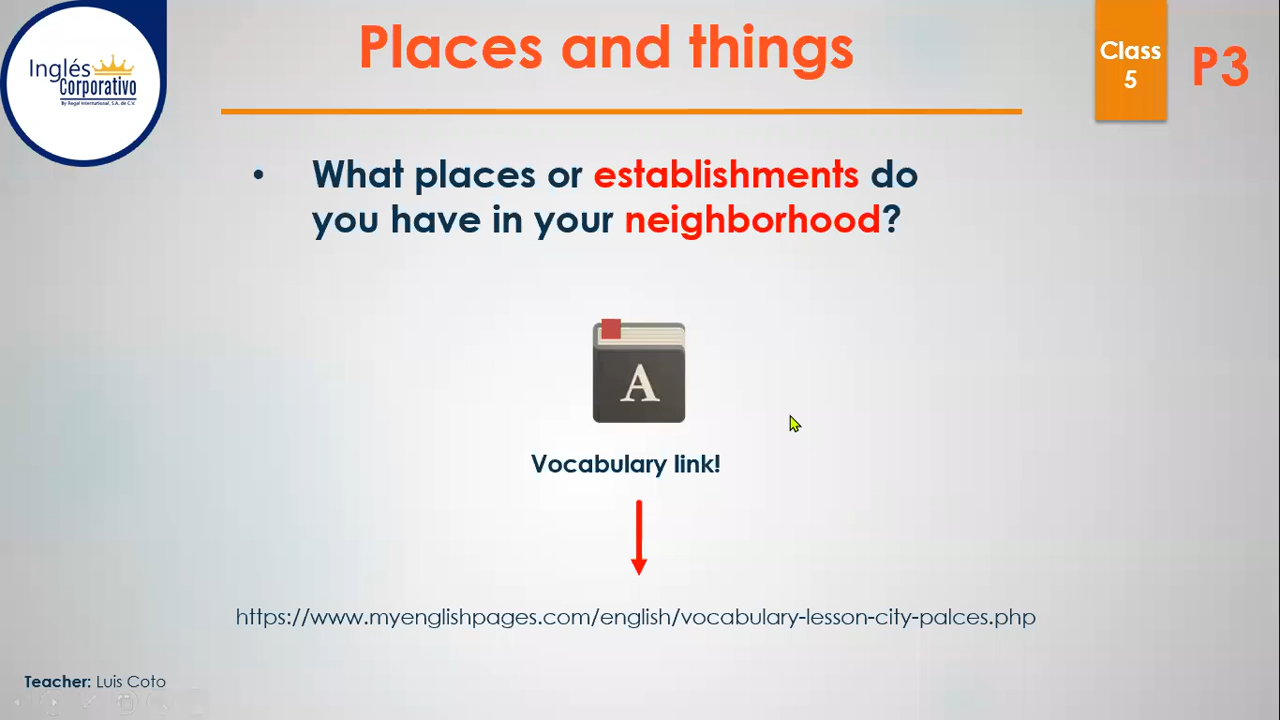 Inglés
Corporativo
By Regal International, S.A. de C.V.
Places and things
Class
5
P3
• What places or establishments do
you have in your neighborhood?
A
Vocabulary link!
https://www.myenglishpages.com/english/vocabulary-lesson-city-palces.php
Teacher: Luis Coto